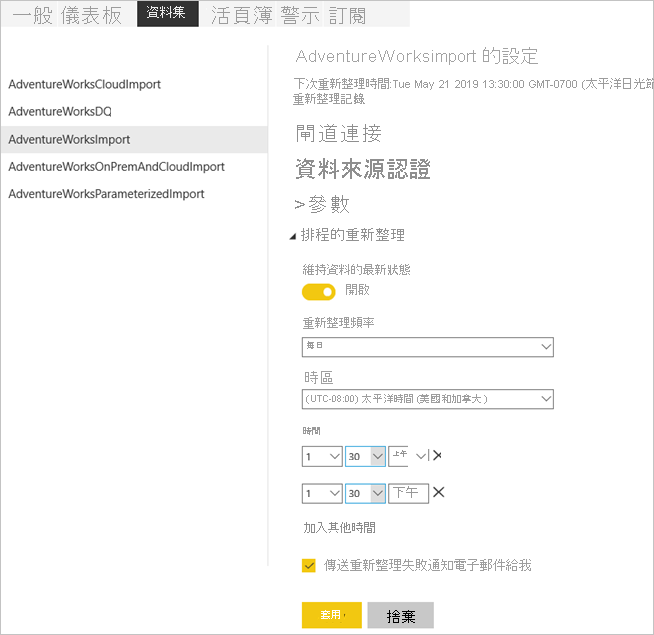 一般 儀表板 資料集 活頁簿 警示 訂閱
AdventureWorksCloudImport
AdventureWorksDQ
AdventureWorksImport
AdventureWorksOnPremAndCloudImport
AdventureWorksParameterizedImport
AdventureWorksimport 的設定
下次重新整理時間:Tue May 21 2019 13:30:00 GMT-0700 (太平洋日光節
重新整理記錄
閘道連接
資料來源認證
>參數
排程的重新整理
維持資料的最新狀態
開啟
重新整理頻率
每日
時區
(UTC-08:00) 太平洋時間 (美國和加拿大)
時間
1 30 上午
1 30 下午
加入其他時間
傳送重新整理失敗通知電子郵件給我
套用 捨棄